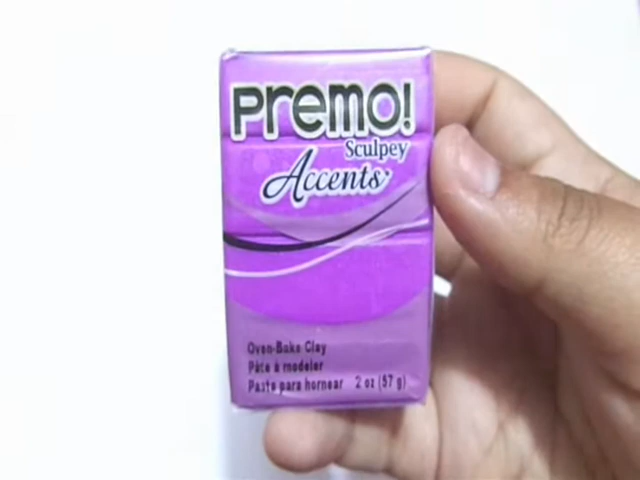 Premo!
Sculpey
Accents
Oven-Bake Clay
Pâte à modeler
Pasta para hornear 2 oz (57 g)